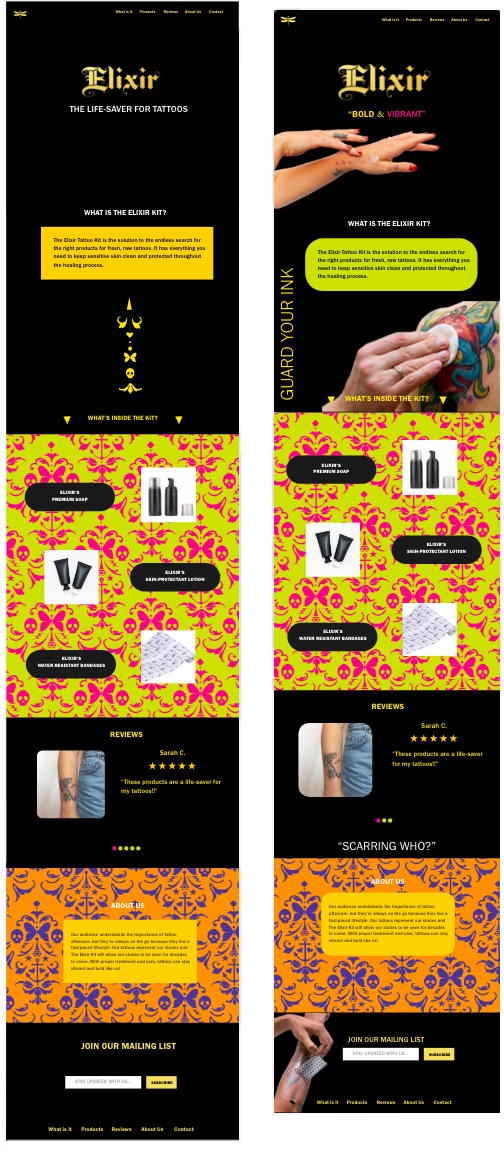 What is it Products Reviews About Us Contact
Elixir
THE LIFE-SAVER FOR TATTOOS
WHAT IS THE ELIXIR KIT?
The Elixir Tattoo Kit is the solution to the endless search for
the right products for fresh, raw tattoos. It has everything you
need to keep sensitive skin clean and protected throughout
the healing process.
WHAT'S INSIDE THE KIT?
ELIXIR'S
PREMIUM SOAP
ELIXIR'S
SKIN-PROTECTANT LOTION
ELIXIR'S
WATER RESISTANT BANDAGES
REVIEWS
Sarah C.
"These products are a life-saver for
my tattoos!!"
ABOUT US
Our audience understands the importance of tattoo
aftercare, but they're always on the go because they live a
fast-paced lifestyle. Our tattoos represent our stories and
The Elixir Kit will allow our stories to be seen for decades
to come. With proper treatment and care, tattoos can stay
vibrant and bold like us!
JOIN OUR MAILING LIST
STAY UPDATED WITH US...
SUBSCRIBE
What is it Products Reviews About Us Contact
What is it Products Reviews About Us Contact
Elixir
"BOLD & VIBRANT"
WHAT IS THE ELIXIR KIT?
The Elixir Tattoo Kit is the solution to the endless search for
the right products for fresh, raw tattoos. It has everything you
need to keep sensitive skin clean and protected throughout
the healing process.
GUARD YOUR INK
WHAT'S INSIDE THE KIT?
ELIXIR'S
PREMIUM SOAP
ELIXIR'S
SKIN-PROTECTANT LOTION
ELIXIR'S
WATER RESISTANT BANDAGES
REVIEWS
Sarah C.
"These products are a life-saver
for my tattoos!!"
"SCARRING WHO?"
ABOUT US
Our audience understands the importance of tattoo
aftercare, but they're always on the go because they live a
fast-paced lifestyle. Our tattoos represent our stories and
The Elixir Kit will allow our stories to be seen for decades
to come. With proper treatment and care, tattoos can stay
vibrant and bold like us!
JOIN OUR MAILING LIST
STAY UPDATED WITH US...
SUBSCRIBE
What is it Products Reviews About Us Contact